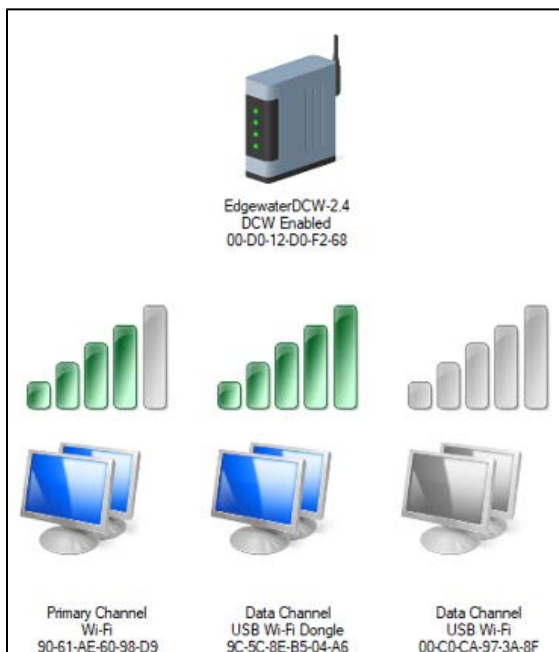 EdgewaterDCW-2.4
DCW Enabled
00-D0-12-D0-F2-68
Primary Channel
Wi-Fi
90-61-AE-60-98-D9
Data Channel
USB Wi-Fi Dongle
9C-5C-8E-B5-04-A6
Data Channel
USB Wi-Fi
00-C0-CA-97-3A-8F